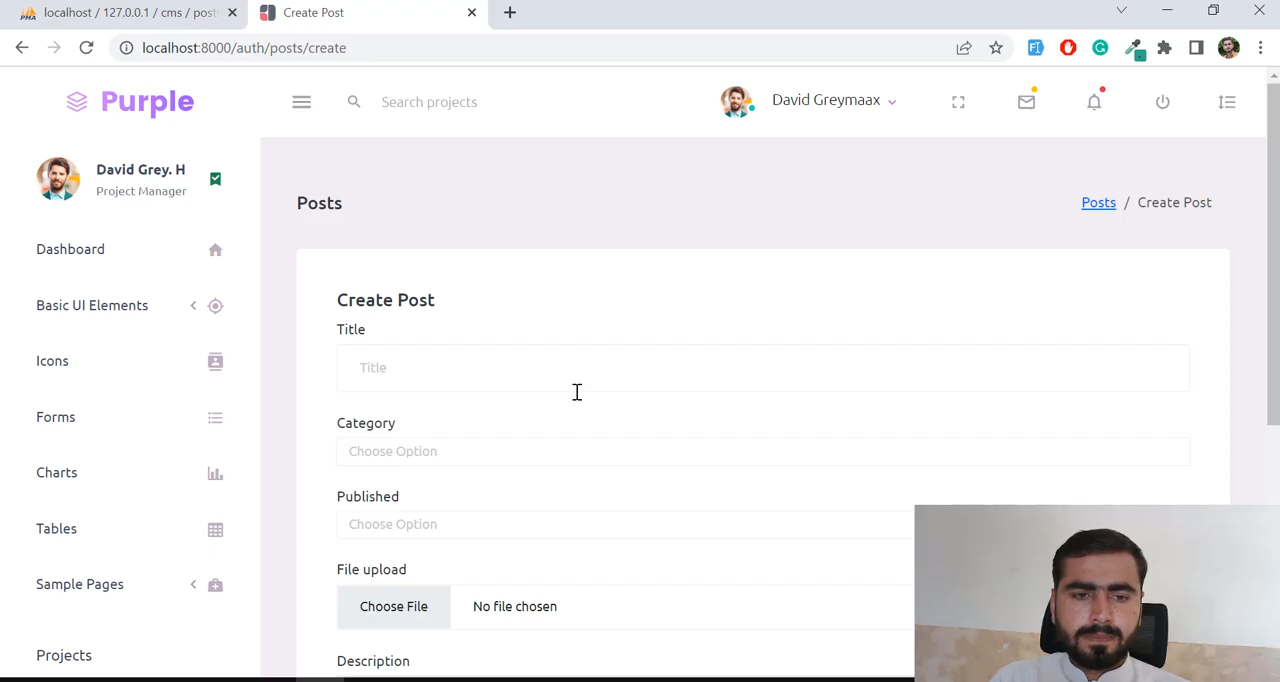 localhost / 127.0.0.1 / cms / post
Create Post
localhost:8000/auth/posts/create
Purple
Search projects
David Greymaax
David Grey. H
Project Manager
Posts
Posts / Create Post
Dashboard
Basic UI Elements
Icons
Forms
Charts
Tables
Sample Pages
Projects
Create Post
Title
Title
Category
Choose Option
Published
Choose Option
File upload
Choose File
No file chosen
Description